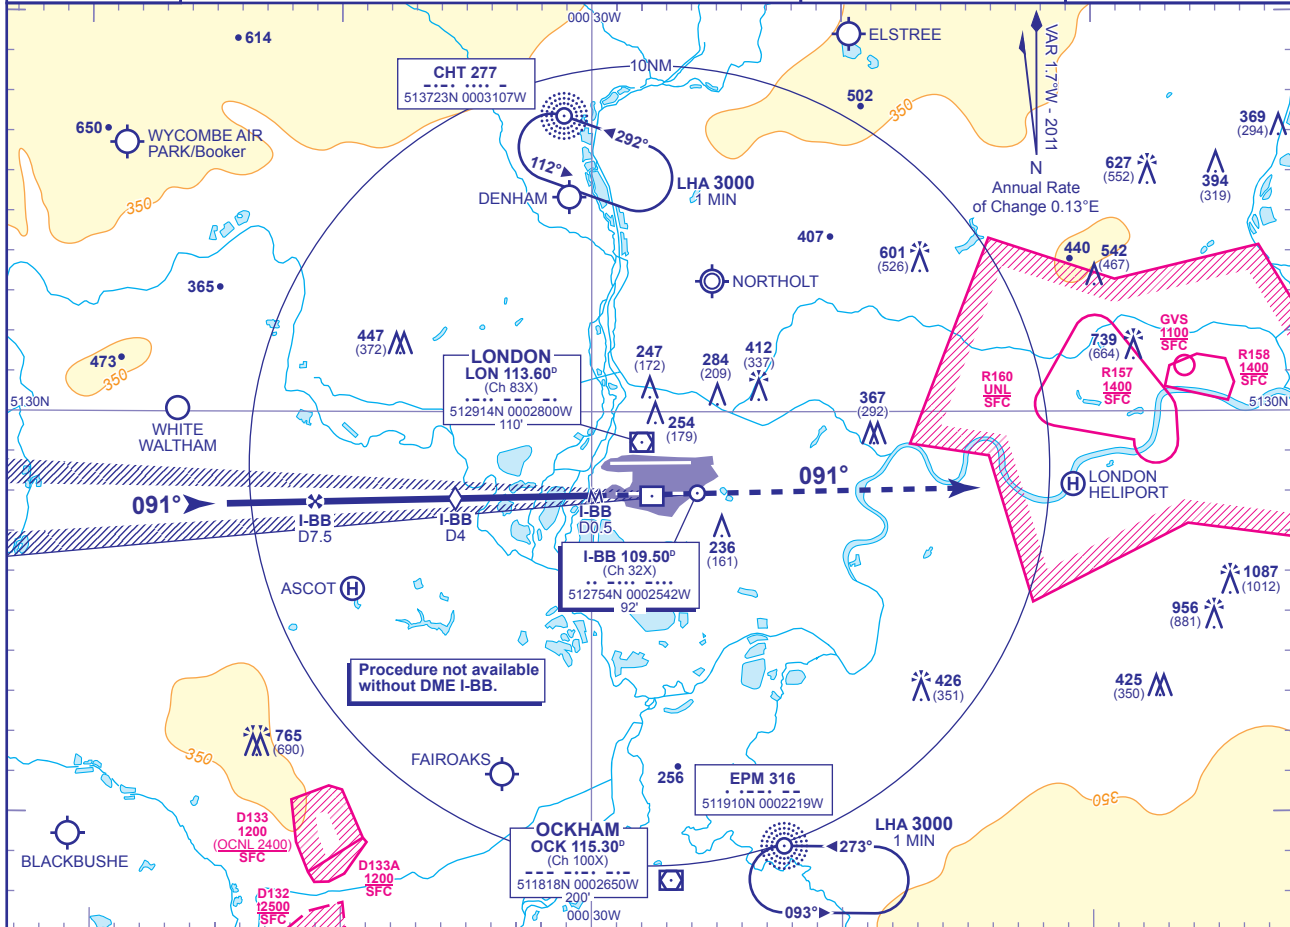 000 30W
614
ELSTREE
10NM
CHT 277
513723N 0003107W
VAR 1.7°W - 2011
502
350
650
WYCOMBE AIR
PARK/Booker
369
(294)
292°
112°
N
627
(552)
394
(319)
DENHAM
LHA 3000
1 MIN
Annual Rate
of Change 0.13°E
350
407
601
(526)
440
542
(467)
365
NORTHOLT
447
(372)
473
350
LONDON
LON 113.60D
(Ch 83X)
512914N 0002800W
110'
247
(172)
284
(209)
412
(337)
739
(664)
GVS
1100
SFC
R158
1400
SFC
R160
UNL
SFC
R157
1400
SFC
5130N
5130N
367
(292)
254
(179)
WHITE
WALTHAM
091°
091°
LONDON
HELIPORT
I-BB
D7.5
I-BB
D4
I-BB
D0.5
236
(161)
I-BB 109.50D
(Ch 32X)
512754N 0002542W
92'
ASCOT
H
H
1087
(1012)
956
(881)
Procedure not available
without DME I-BB.
426
(351)
425
(350)
765
(690)
350
FAIROAKS
256
EPM 316
511910N 0002219W
350
D133
1200
(OCNL 2400)
SFC
OCKHAM
OCK 115.30D
(Ch 100X)
511818N 0002650W
200'
LHA 3000
1 MIN
273°
093°
BLACKBUSHE
D133A
1200
SFC
D132
2500
SFC
000 30W